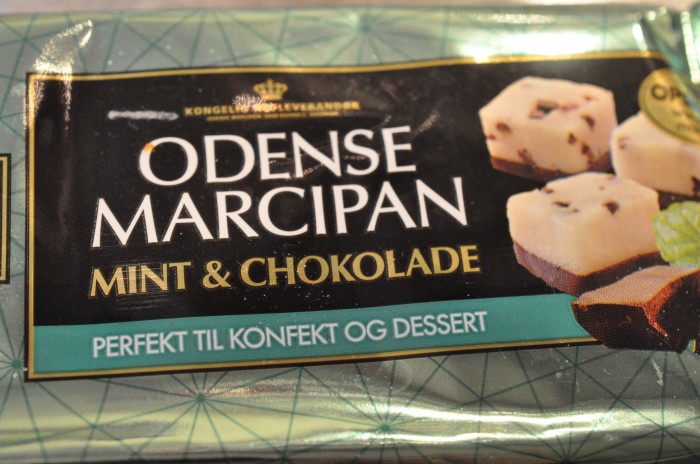 KONGELIG HOFLEVERANDØR
ODENSE
MARCIPAN
MINT & CHOKOLADE
PERFEKT TIL KONFEKT OG DESSERT